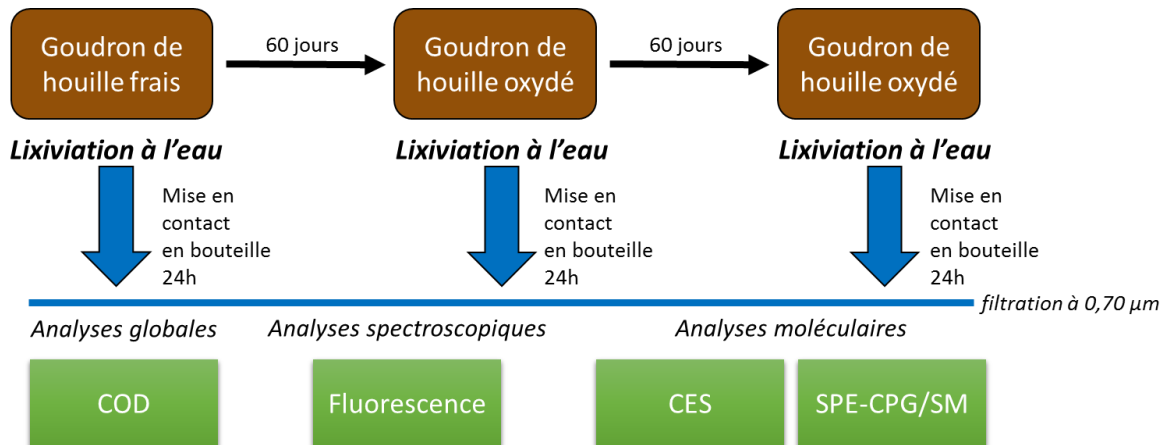 Goudron de
houille frais
60 jours
Goudron de
houille oxydé
60 jours
Goudron de
houille oxydé
Lixiviation à l'eau
Lixiviation à l'eau
Lixiviation à l'eau
Mise en
contact
en bouteille
24h
Mise en
contact
en bouteille
24h
Mise en
contact
en bouteille
24h
filtration à 0,70 µm
Analyses globales
Analyses spectroscopiques
Analyses moléculaires
COD
Fluorescence
CES
SPE-CPG/SM